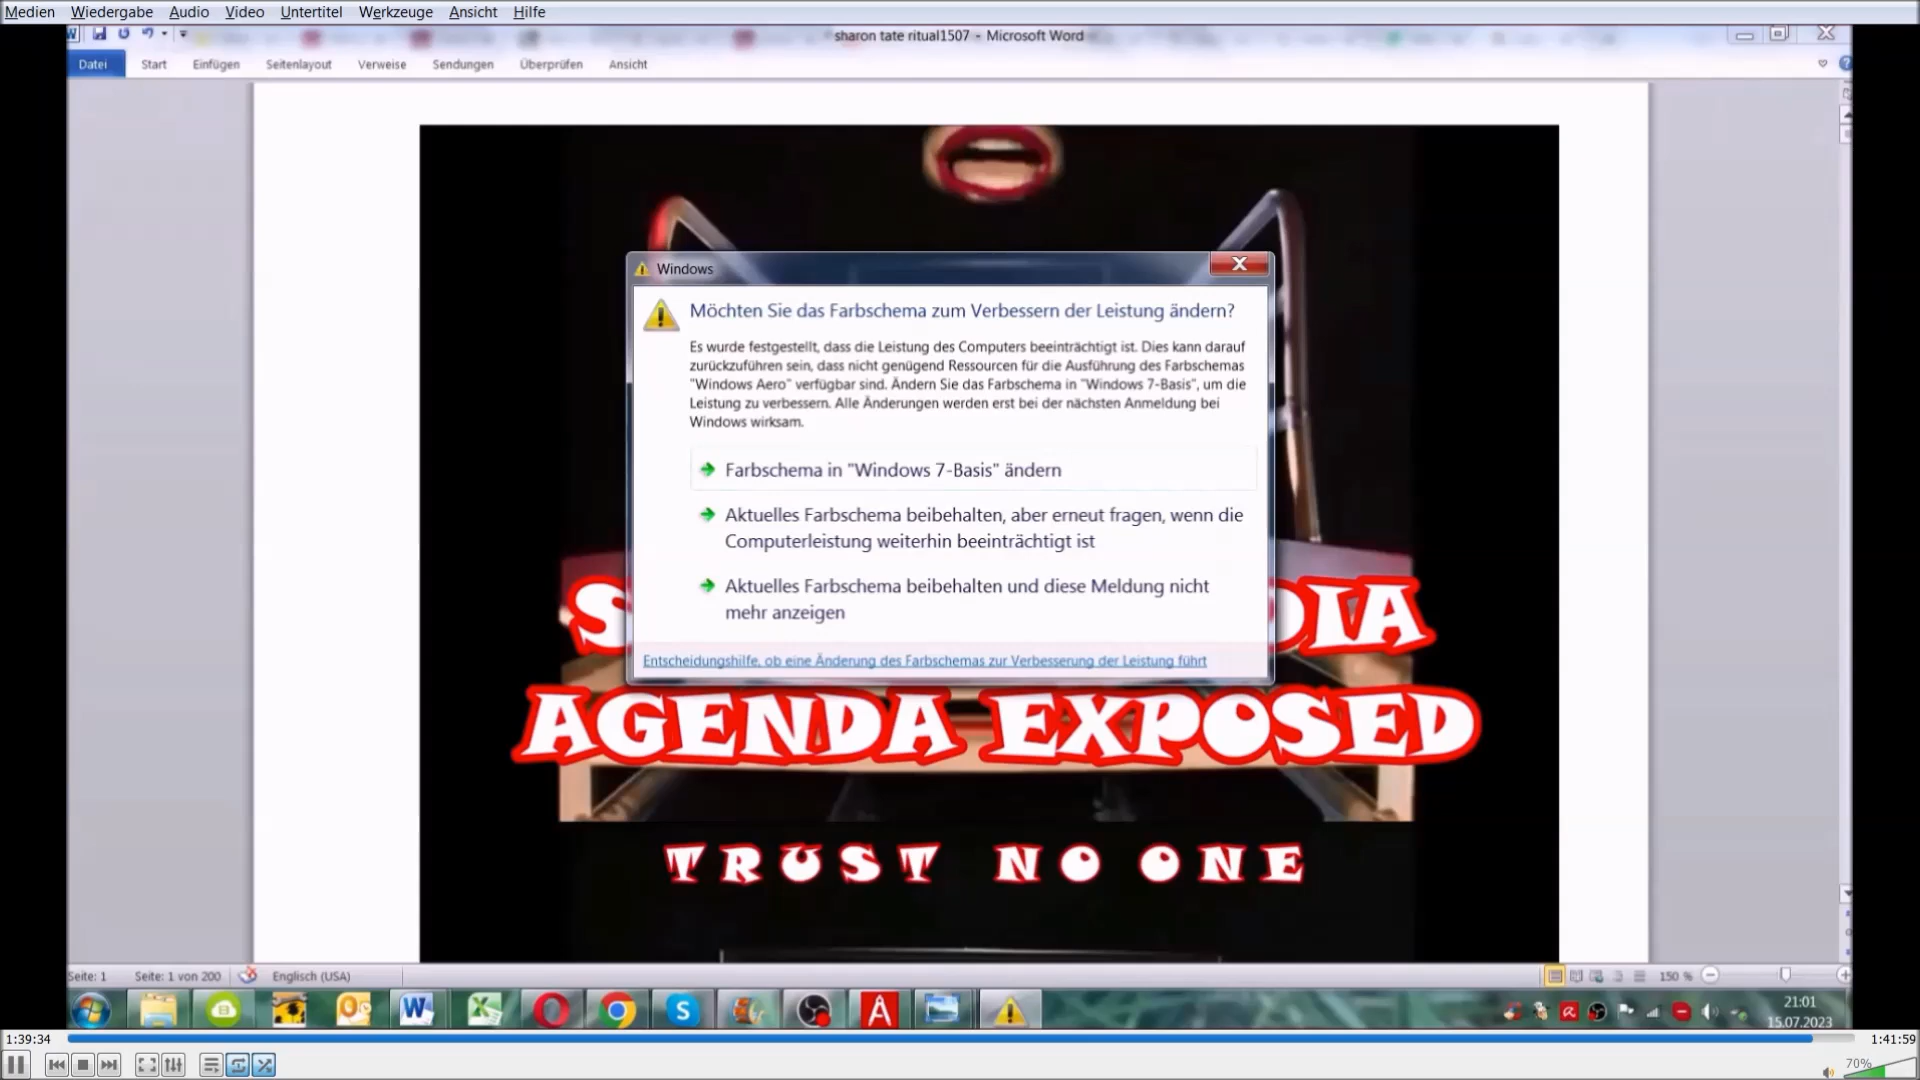 Medien Wiedergabe Audio Video Untertitel Werkzeuge Ansicht Hilfe
sharon tate ritual1507 - Microsoft Word
Datei Start Einfügen Seitenlayout Verweise Sendungen Überprüfen Ansicht
Windows
Möchten Sie das Farbschema zum Verbessern der Leistung ändern?
Es wurde festgestellt, dass die Leistung des Computers beeinträchtigt ist. Dies kann darauf
zurückzuführen sein, dass nicht genügend Ressourcen für die Ausführung des Farbschemas
"Windows Aero" verfügbar sind. Ändern Sie das Farbschema in "Windows 7-Basis", um die
Leistung zu verbessern. Alle Änderungen werden erst bei der nächsten Anmeldung bei
Windows wirksam.
Farbschema in "Windows 7-Basis" ändern
Aktuelles Farbschema beibehalten, aber erneut fragen, wenn die
Computerleistung weiterhin beeinträchtigt ist
Aktuelles Farbschema beibehalten und diese Meldung nicht
mehr anzeigen
Entscheidungshilfe, ob eine Änderung des Farbschemas zur Verbesserung der Leistung führt
AGENDA EXPOSED
TRUST NO ONE
Seite: 1 Seite: 1 von 200 Englisch (USA) 150 %
21:01
15.07.2023
1:39:34 1:41:59
70%